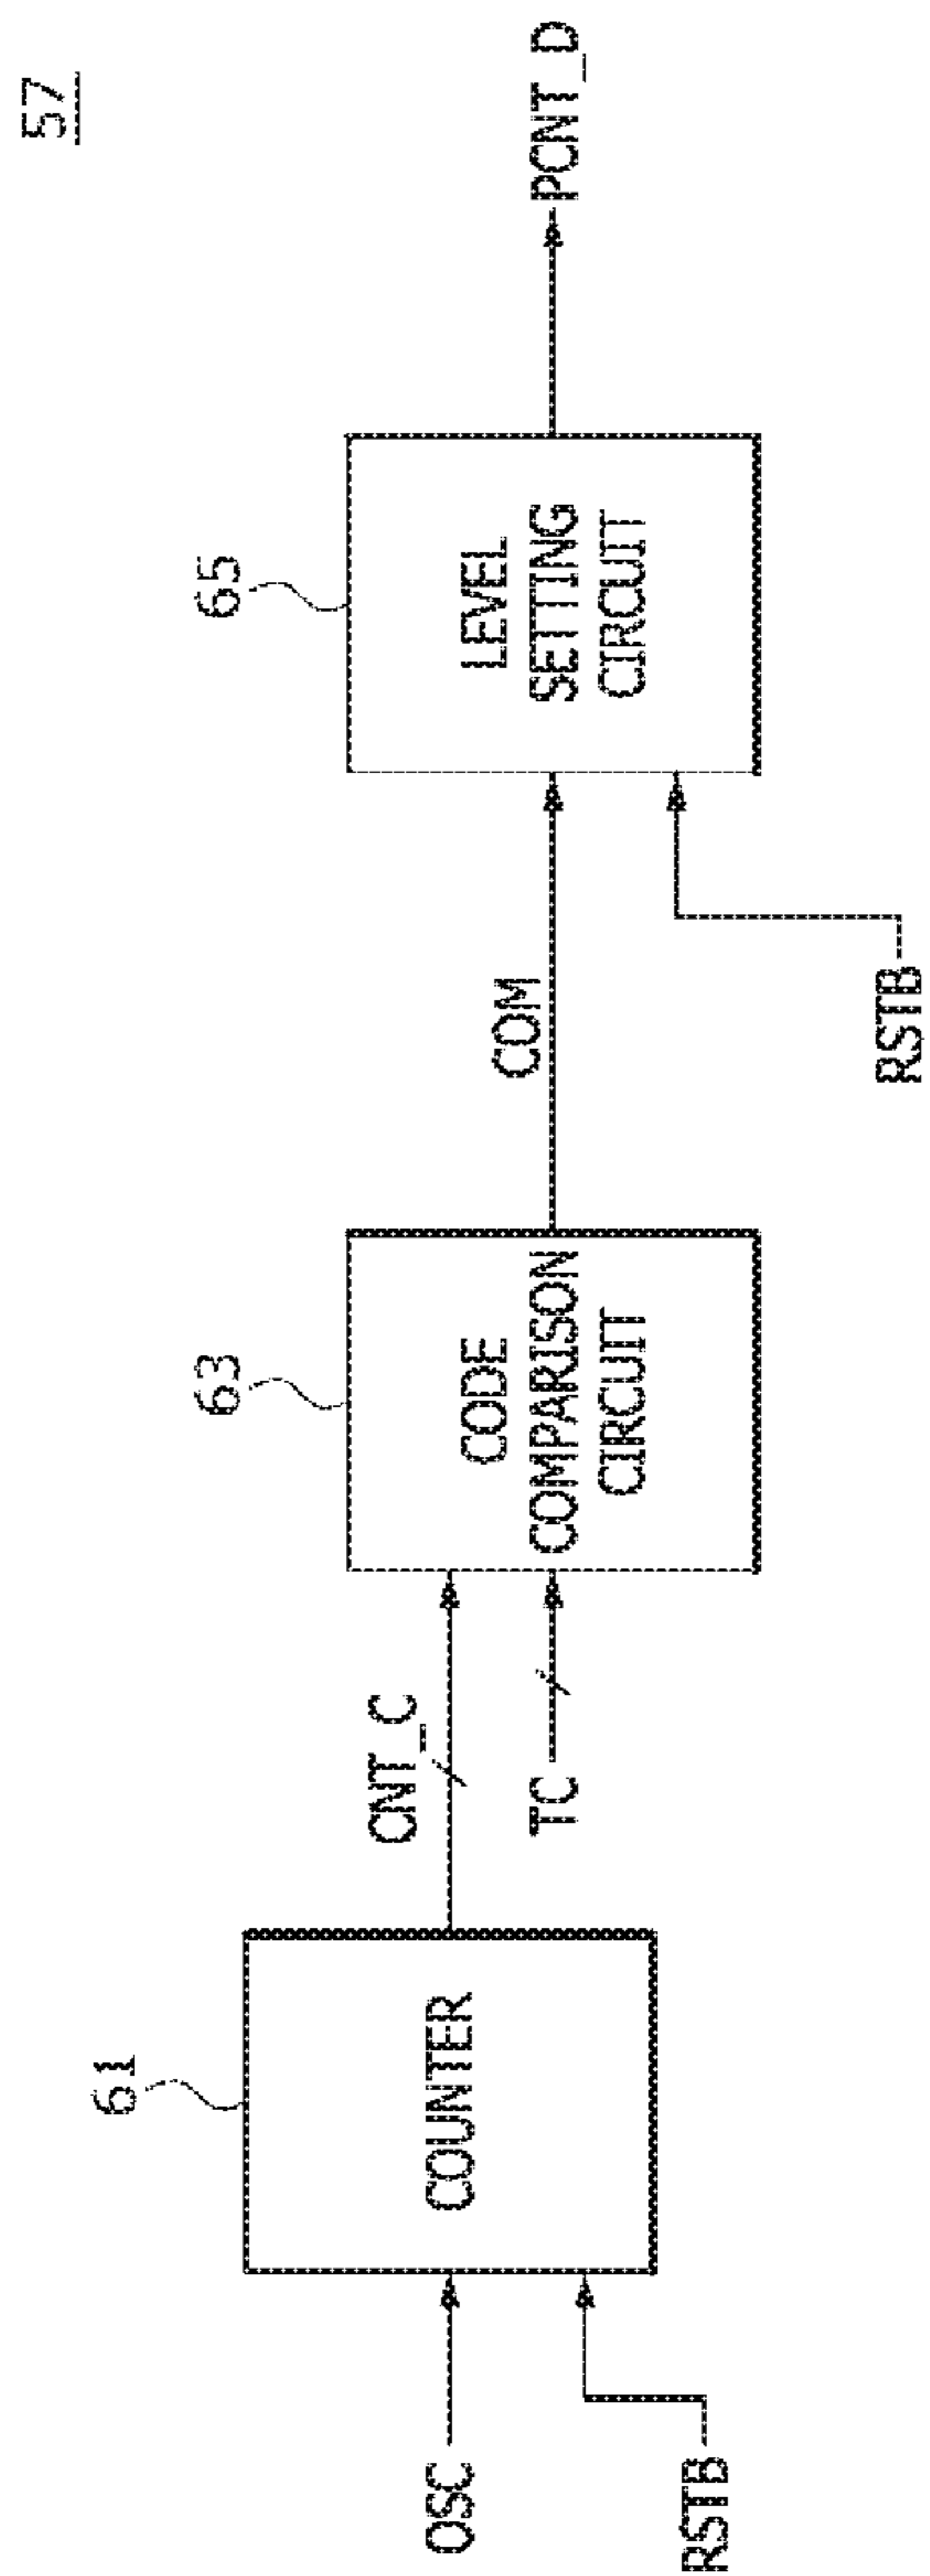 57
61
63
65
OSC
RSTB
COUNTER
CNT_C
TC
CODE
COMPARISON
CIRCUIT
COM
RSTB
LEVEL
SETTING
CIRCUIT
PCNT_D